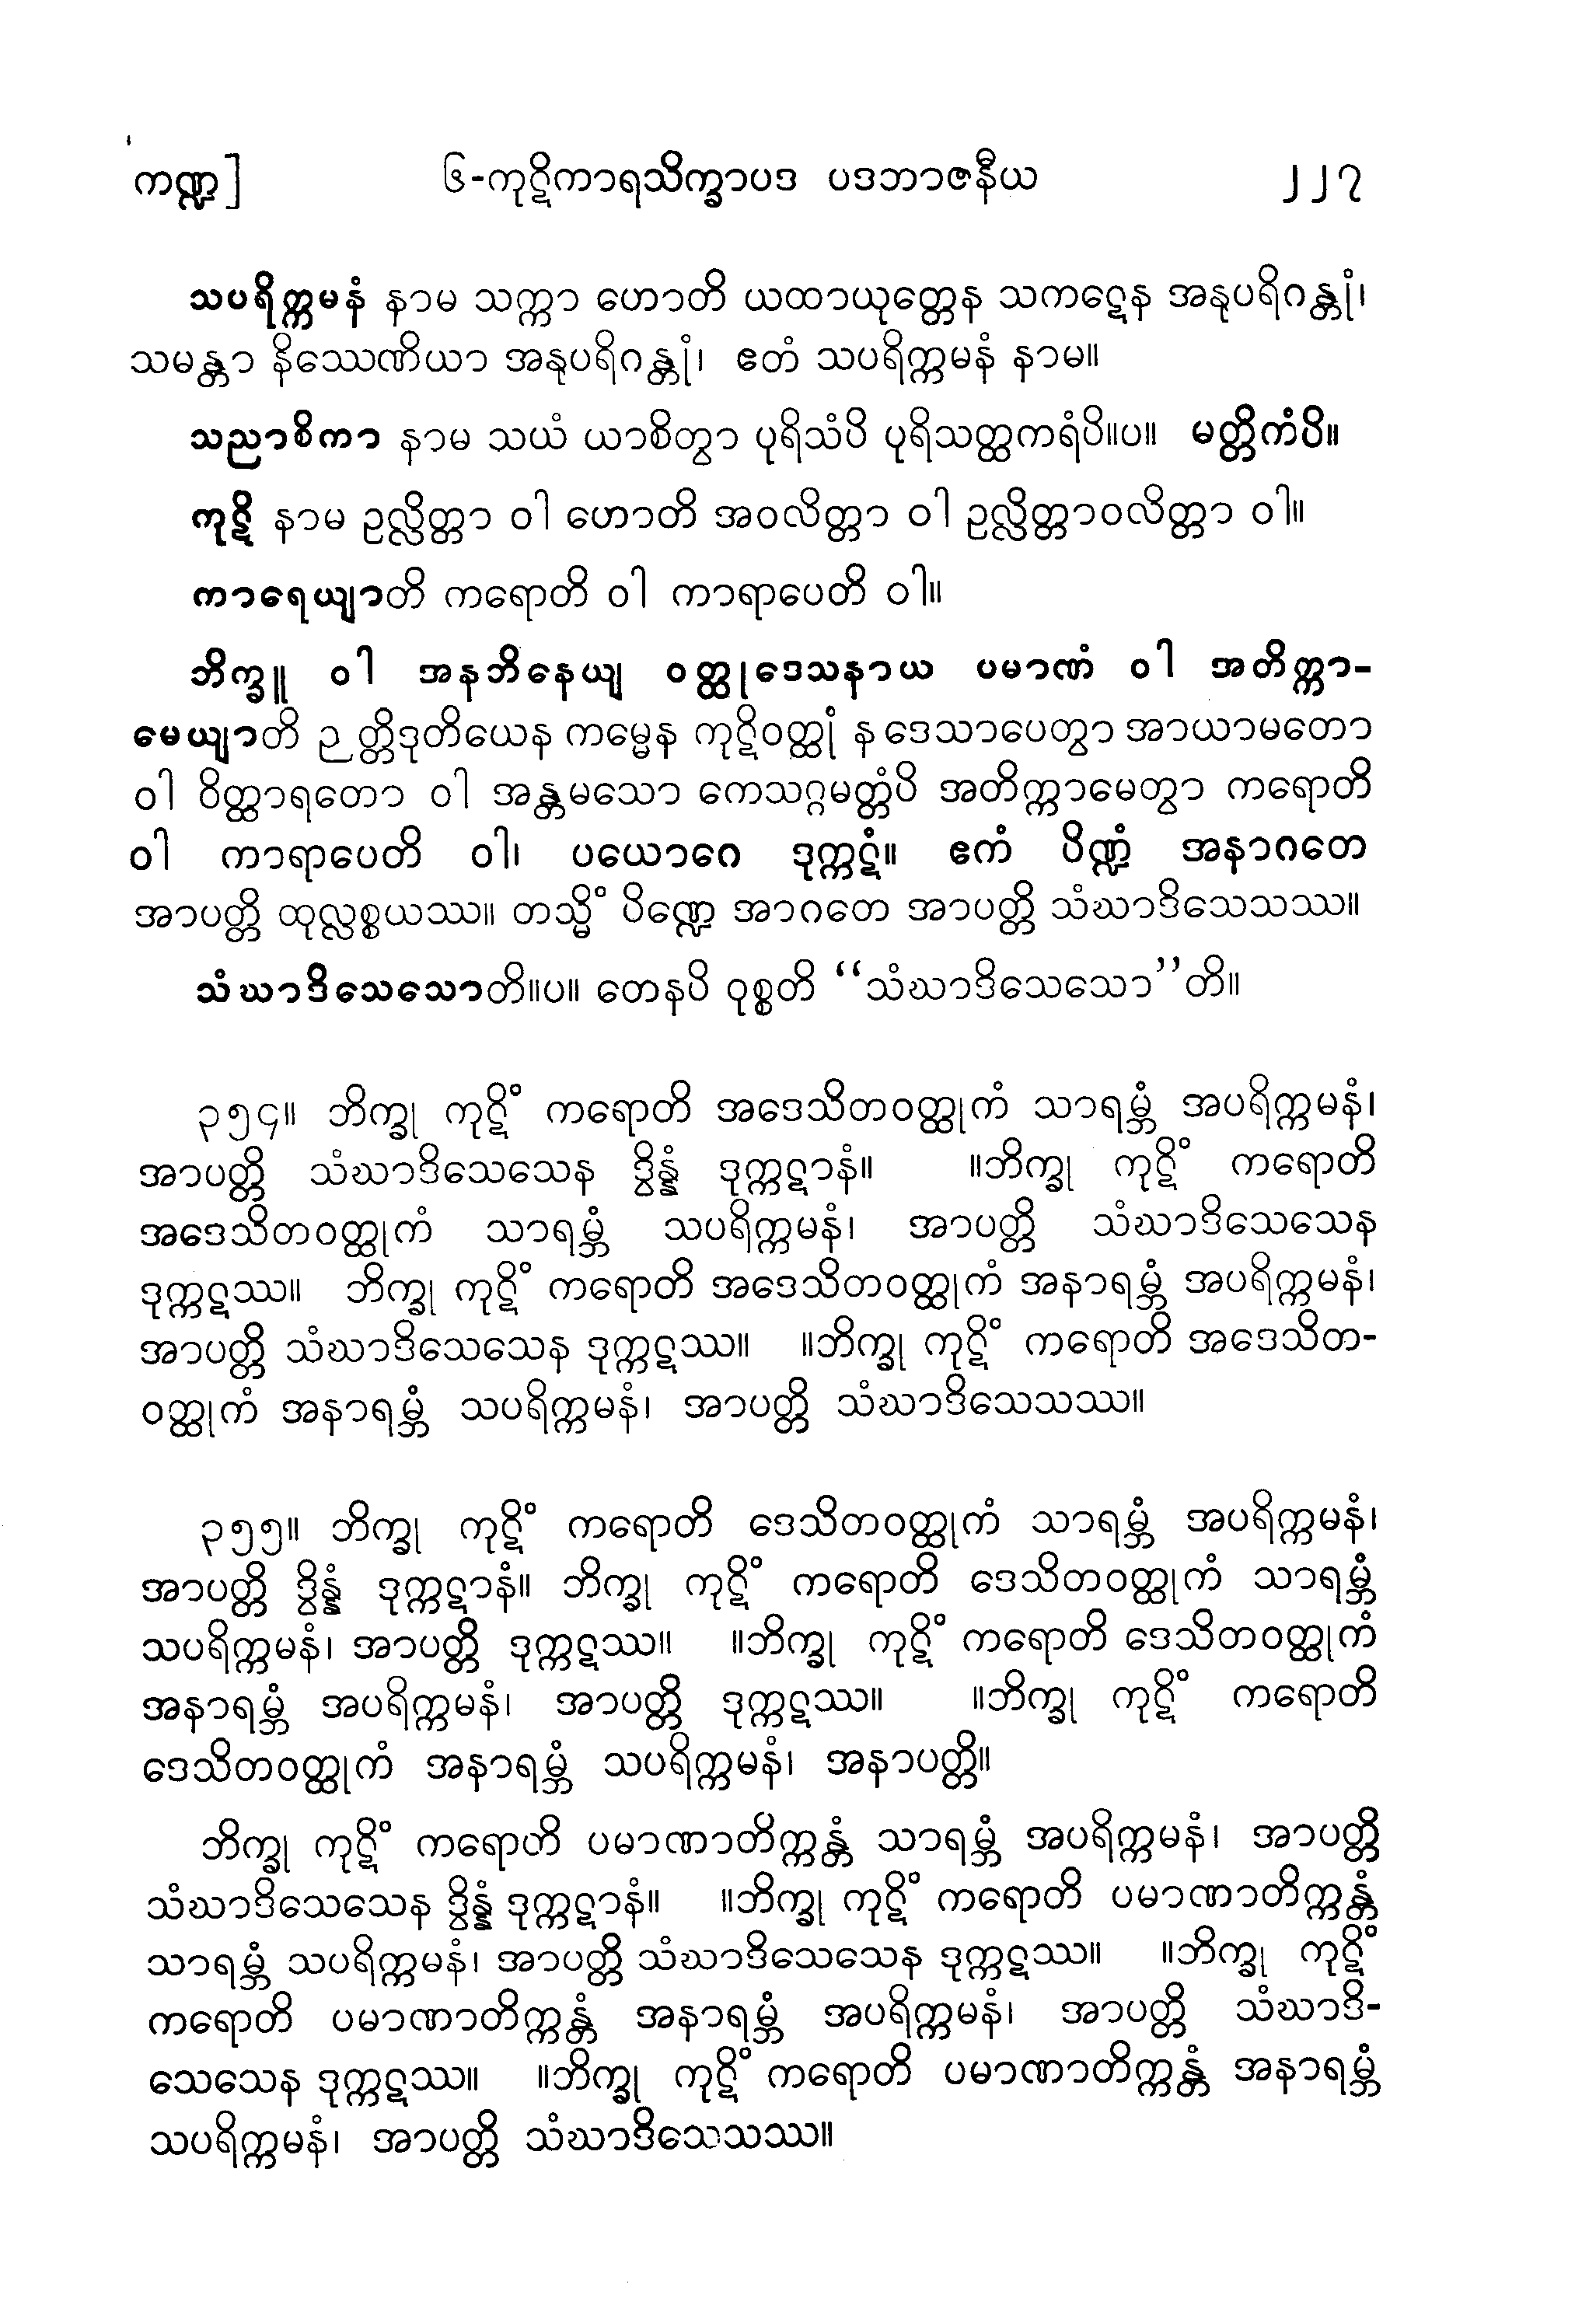 ကဏ္ဍ] ၆-ကုဋိကာရသိက္ခာပဒ ပဒဘာဇနီယ ၂၂၇
သပရိက္ကမနံ နာမ သက္ကာ ဟောတိ ယထာယုတ္တေန သကဋေန အနုပရိဂန္တုံ၊
သမန္တာ နိဿေဏိယာ အနုပရိဂန္တုံ၊ ဧတံ သပရိက္ကမနံ နာမ။
သညာစိကာ နာမ သယံ ယာစိတွာ ပုရိသံပိ ပုရိသတ္ထကရံပိ။ပ။ မတ္တိကံပိ။
ကုဋိ နာမ ဥလ္လိတ္တာ ဝါ ဟောတိ အဝလိတ္တာ ဝါ ဥလ္လိတ္တာဝလိတ္တာ ဝါ။
ကာရေယျာတိ ကရောတိ ဝါ ကာရာပေတိ ဝါ။
ဘိက္ခူ ဝါ အနဘိနေယျ ဝတ္ထုဒေသနာယ ပမာဏံ ဝါ အတိက္ကာ-
မေယျာတိ ဉတ္တိဒုတိယေန ကမ္မေန ကုဋိဝတ္ထုံ န ဒေသာပေတွာ အာယာမတော
ဝါ ဝိတ္ထာရတော ဝါ အန္တမသော ကေသဂ္ဂမတ္တံပိ အတိက္ကာမေတွာ ကရောတိ
ဝါ ကာရာပေတိ ဝါ၊ ပယောဂေ ဒုက္ကဋံ။ ဧကံ ပိဏ္ဍံ အနာဂတေ
အာပတ္တိ ထုလ္လစ္စယဿ။ တသ္မိံ ပိဏ္ဍေ အာဂတေ အာပတ္တိ သံဃာဒိသေသဿ။
သံဃာဒိသေသောတိ။ပ။ တေနပိ ဝုစ္စတိ “သံဃာဒိသေသော”တိ။
၃၅၄။ ဘိက္ခု ကုဋိံ ကရောတိ အဒေသိတဝတ္ထုကံ သာရမ္ဘံ အပရိက္ကမနံ၊
အာပတ္တိ သံဃာဒိသေသေန ဒွိန္နံ ဒုက္ကဋာနံ။ ။ဘိက္ခု ကုဋိံ ကရောတိ
အဒေသိတဝတ္ထုကံ သာရမ္ဘံ သပရိက္ကမနံ၊ အာပတ္တိ သံဃာဒိသေသေန
ဒုက္ကဋဿ။ ဘိက္ခု ကုဋိံ ကရောတိ အဒေသိတဝတ္ထုကံ အနာရမ္ဘံ အပရိက္ကမနံ၊
အာပတ္တိ သံဃာဒိသေသေန ဒုက္ကဋဿ။ ။ဘိက္ခု ကုဋိံ ကရောတိ အဒေသိတ-
ဝတ္ထုကံ အနာရမ္ဘံ သပရိက္ကမနံ၊ အာပတ္တိ သံဃာဒိသေသဿ။
၃၅၅။ ဘိက္ခု ကုဋိံ ကရောတိ ဒေသိတဝတ္ထုကံ သာရမ္ဘံ အပရိက္ကမနံ၊
အာပတ္တိ ဒွိန္နံ ဒုက္ကဋာနံ။ ဘိက္ခု ကုဋိံ ကရောတိ ဒေသိတဝတ္ထုကံ သာရမ္ဘံ
သပရိက္ကမနံ၊ အာပတ္တိ ဒုက္ကဋဿ။ ။ဘိက္ခု ကုဋိံ ကရောတိ ဒေသိတဝတ္ထုကံ
အနာရမ္ဘံ အပရိက္ကမနံ၊ အာပတ္တိ ဒုက္ကဋဿ။ ။ဘိက္ခု ကုဋိံ ကရောတိ
ဒေသိတဝတ္ထုကံ အနာရမ္ဘံ သပရိက္ကမနံ၊ အနာပတ္တိ။
ဘိက္ခု ကုဋိံ ကရောတိ ပမာဏာတိက္ကန္တံ သာရမ္ဘံ အပရိက္ကမနံ၊ အာပတ္တိ
သံဃာဒိသေသေန ဒွိန္နံ ဒုက္ကဋာနံ။ ။ဘိက္ခု ကုဋိံ ကရောတိ ပမာဏာတိက္ကန္တံ
သာရမ္ဘံ သပရိက္ကမနံ၊ အာပတ္တိ သံဃာဒိသေသေန ဒုက္ကဋဿ။ ။ဘိက္ခု ကုဋိံ
ကရောတိ ပမာဏာတိက္ကန္တံ အနာရမ္ဘံ အပရိက္ကမနံ၊ အာပတ္တိ သံဃာဒိ-
သေသေန ဒုက္ကဋဿ။ ။ဘိက္ခု ကုဋိံ ကရောတိ ပမာဏာတိက္ကန္တံ အနာရမ္ဘံ
သပရိက္ကမနံ၊ အာပတ္တိ သံဃာဒိသေသဿ။